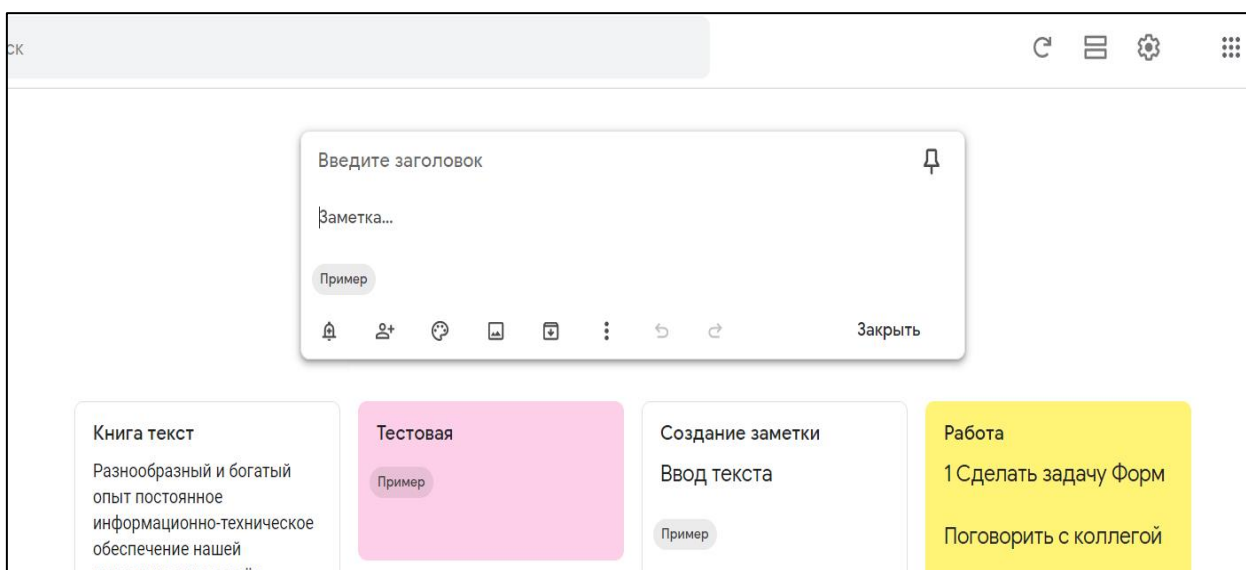 ск
Введите заголовок
Заметка...
Пример
Закрыть
Книга текст
Разнообразный и богатый
опыт постоянное
информационно-техническое
обеспечение нашей
Тестовая
Пример
Создание заметки
Ввод текста
Пример
Работа
1 Сделать задачу Форм
Поговорить с коллегой